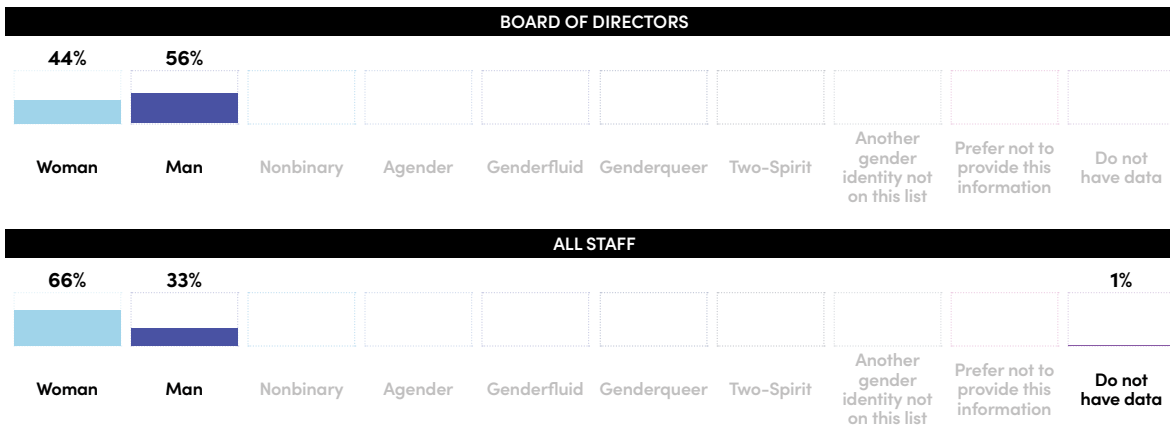 BOARD OF DIRECTORS
44% 56%
Woman Man Nonbinary Agender Genderfluid Genderqueer Two-Spirit
Another
gender
identity not
on this list
Prefer not to
provide this
information
Do not
have data
ALL STAFF
66% 33% 1%
Woman Man Nonbinary Agender Genderfluid Genderqueer Two-Spirit
Another
gender
identity not
on this list
Prefer not to
provide this
information
Do not
have data